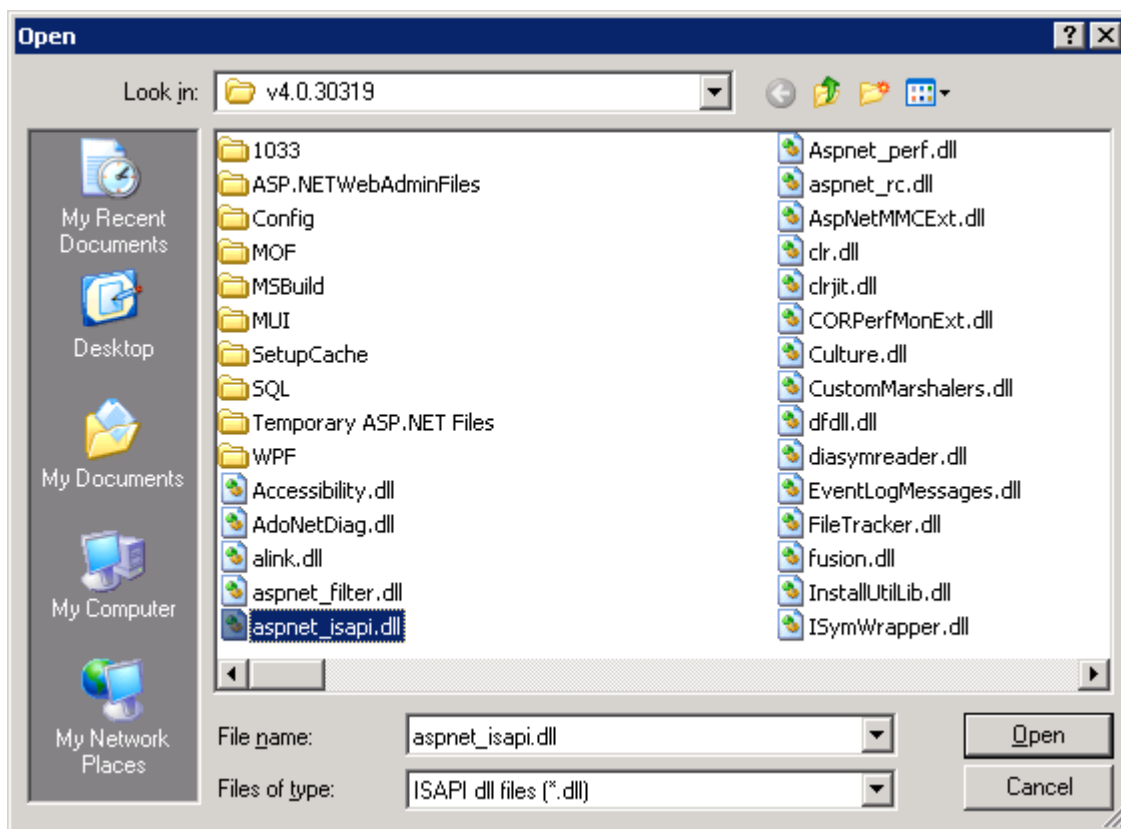 Open
Look in:
v4.0.30319
My Recent
Documents
Desktop
My Documents
My Computer
My Network
Places
1033
ASP.NETWebAdminFiles
Config
MOF
MSBuild
MUI
SetupCache
SQL
Temporary ASP.NET Files
WPF
Accessibility.dll
AdoNetDiag.dll
alink.dll
aspnet_filter.dll
aspnet_isapi.dll
Aspnet_perf.dll
aspnet_rc.dll
AspNetMMCExt.dll
clr.dll
clrjit.dll
CORPerfMonExt.dll
Culture.dll
CustomMarshalers.dll
dfdll.dll
diasymreader.dll
EventLogMessages.dll
FileTracker.dll
fusion.dll
InstallUtilLib.dll
ISymWrapper.dll
File name:
aspnet_isapi.dll
Open
Files of type:
ISAPI dll files (*.dll)
Cancel